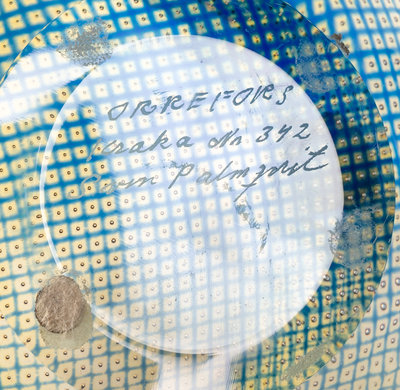 ORREFORS
Kraka Nr 342
Sven Palmqvist